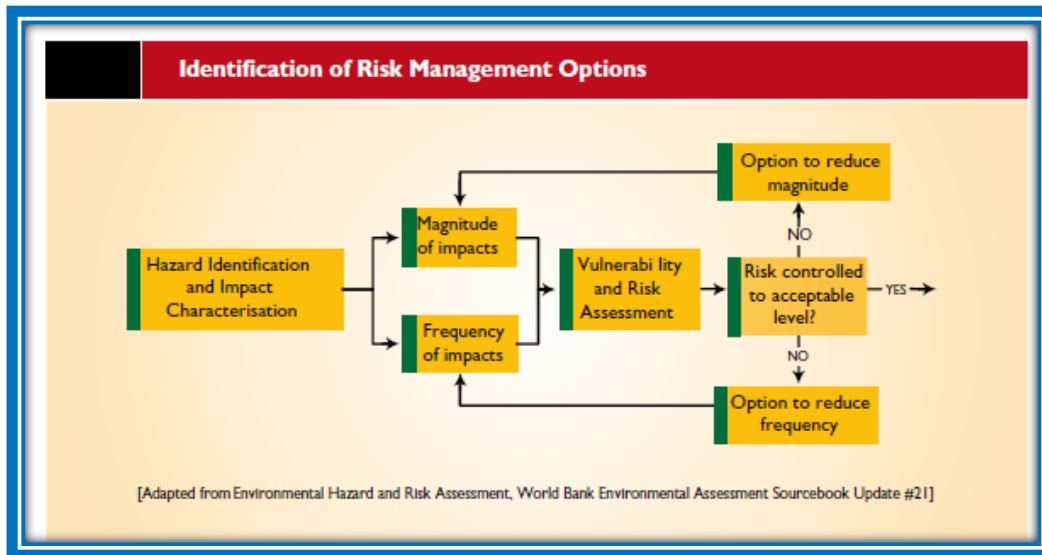 Identification of Risk Management Options
Option to reduce
magnitude
NO
Magnitude
of impacts
Hazard Identification
and Impact
Characterisation
Vulnerabi lity
and Risk
Assessment
Risk controlled
to acceptable
level?
YES
Frequency
of impacts
NO
Option to reduce
frequency
[Adapted from Environmental Hazard and Risk Assessment, World Bank Environmental Assessment Sourcebook Update #21]